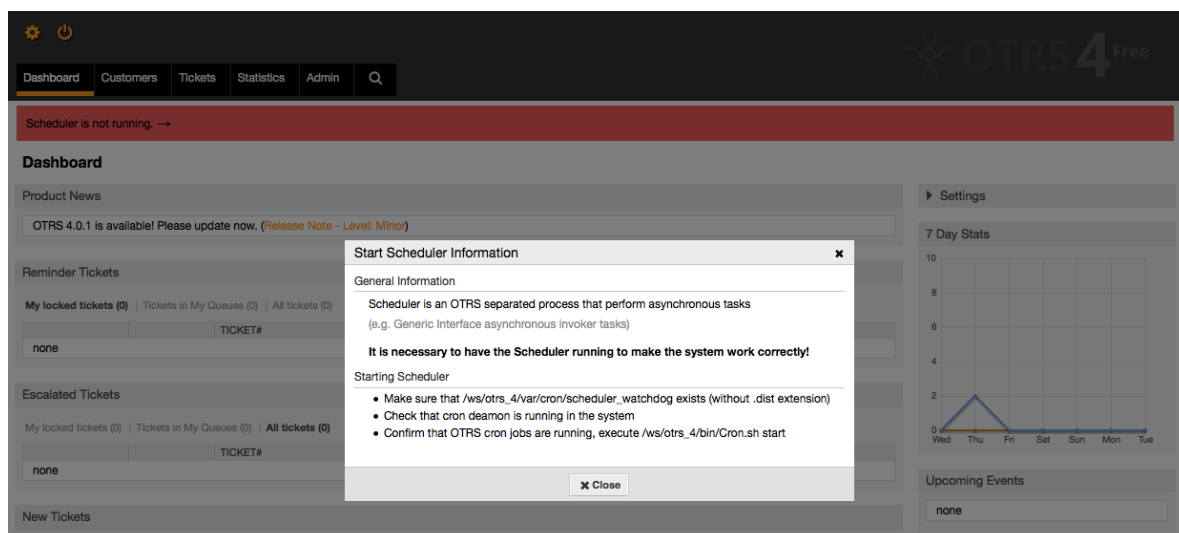 OTRS 4 Free
Dashboard Customers Tickets Statistics Admin
Scheduler is not running. →
Dashboard
Product News
OTRS 4.0.1 is available! Please update now. (Release Note - Level: Minor)
Reminder Tickets
My locked tickets (0) | Tickets in My Queues (0) | All tickets (0)
TICKET#
none
Escalated Tickets
My locked tickets (0) | Tickets in My Queues (0) | All tickets (0)
TICKET#
none
New Tickets
Start Scheduler Information
General Information
Scheduler is an OTRS separated process that perform asynchronous tasks
(e.g. Generic Interface asynchronous invoker tasks)
It is necessary to have the Scheduler running to make the system work correctly!
Starting Scheduler
• Make sure that /ws/otrs_4/var/cron/scheduler_watchdog exists (without .dist extension)
• Check that cron deamon is running in the system
• Confirm that OTRS cron jobs are running, execute /ws/otrs_4/bin/Cron.sh start
Close
Settings
7 Day Stats
10
8
6
4
2
0
Wed Thu Fri Sat Sun Mon Tue
Upcoming Events
none